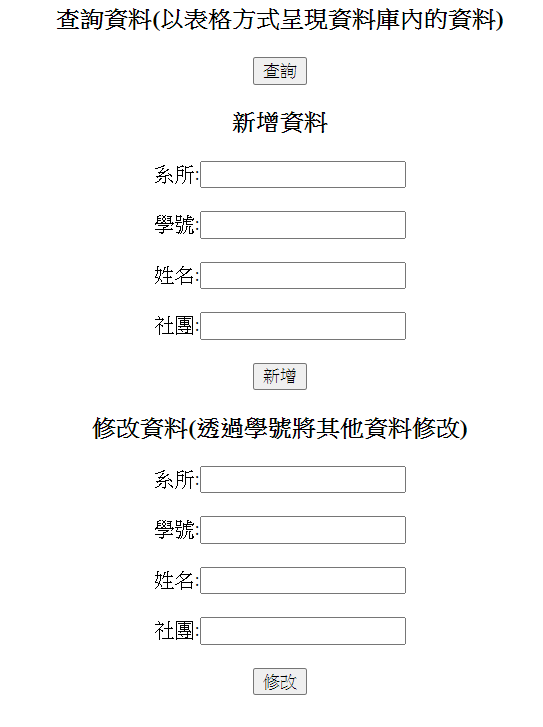 查詢資料(以表格方式呈現資料庫內的資料)
查詢
新增資料
系所:
學號:
姓名:
社團:
新增
修改資料(透過學號將其他資料修改)
系所:
學號:
姓名:
社團:
修改